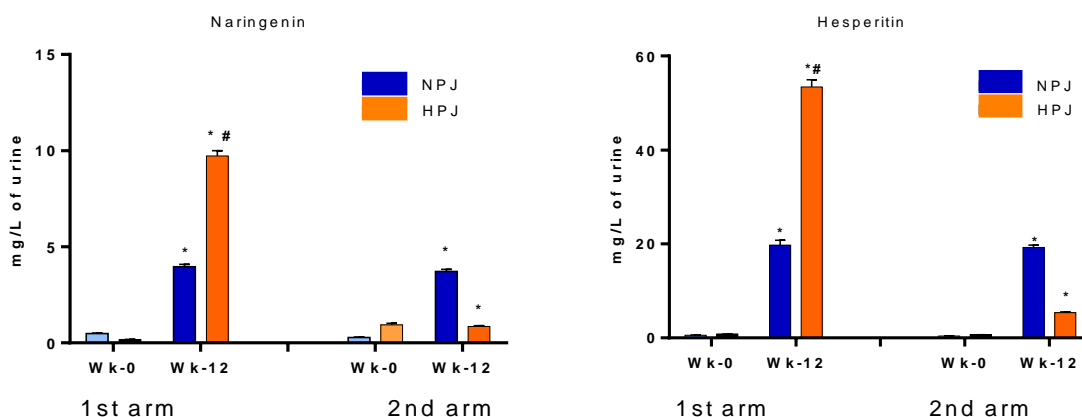 Naringenin
15
10
5
0
mg/L of urine
NPJ
HPJ
* #
*
*
*
Wk-0
Wk-12
Wk-0
Wk-12
1st arm
2nd arm
Hesperitin
60
40
20
0
mg/L of urine
NPJ
HPJ
*#
*
*
*
Wk-0
Wk-12
Wk-0
Wk-12
1st arm
2nd arm